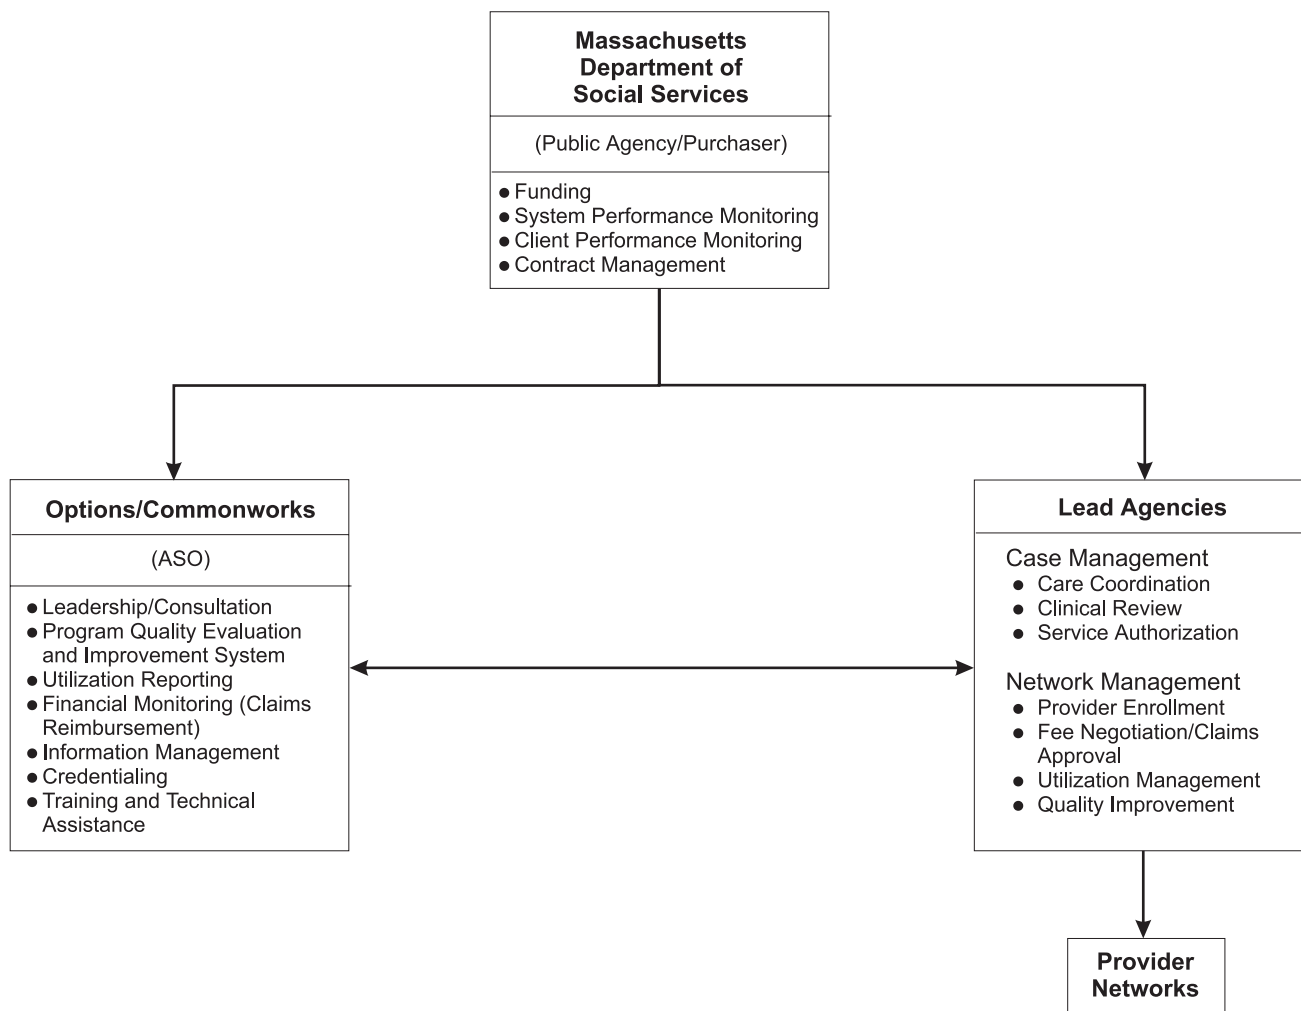 Massachusetts
Department of
Social Services
(Public Agency/Purchaser)
● Funding
● System Performance Monitoring
● Client Performance Monitoring
● Contract Management
Options/Commonworks
(ASO)
● Leadership/Consultation
● Program Quality Evaluation
and Improvement System
● Utilization Reporting
● Financial Monitoring (Claims
Reimbursement)
● Information Management
● Credentialing
● Training and Technical
Assistance
Lead Agencies
Case Management
● Care Coordination
● Clinical Review
● Service Authorization
Network Management
● Provider Enrollment
● Fee Negotiation/Claims
Approval
● Utilization Management
● Quality Improvement
Provider
Networks